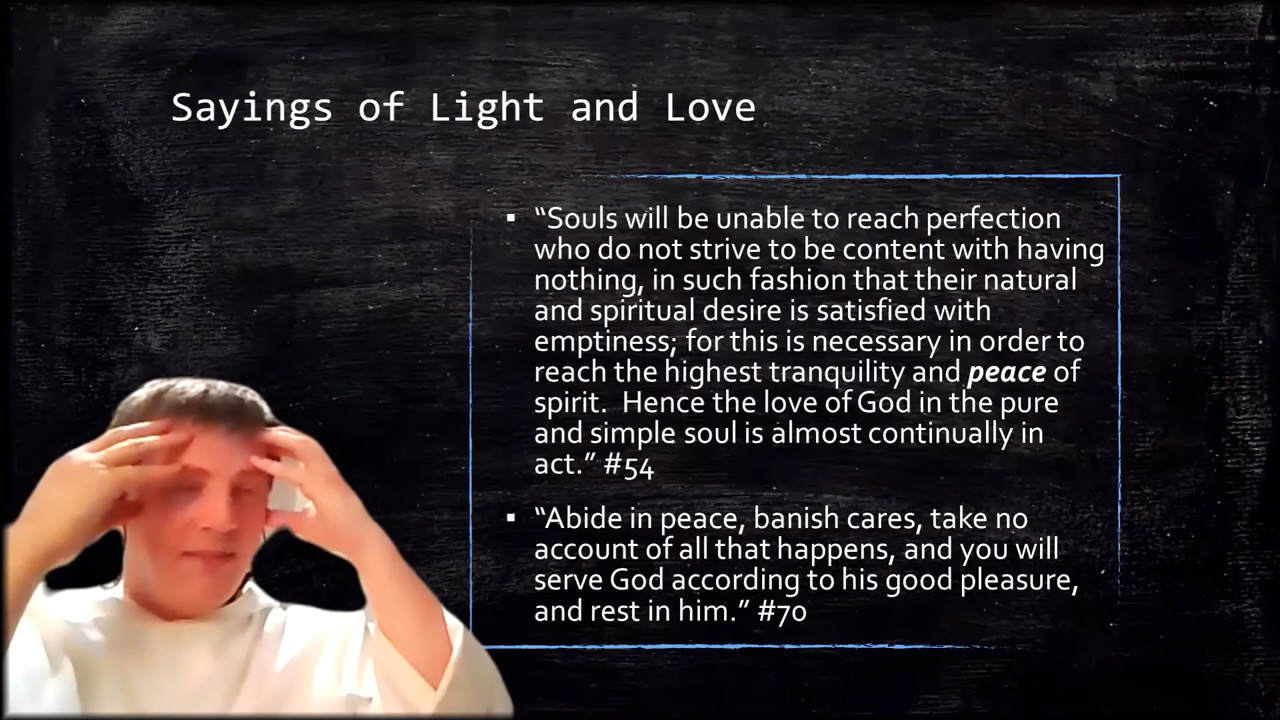 Sayings of Light and Love
▪ “Souls will be unable to reach perfection
who do not strive to be content with having
nothing, in such fashion that their natural
and spiritual desire is satisfied with
emptiness; for this is necessary in order to
reach the highest tranquility and peace of
spirit.  Hence the love of God in the pure
and simple soul is almost continually in
act.” #54
▪ “Abide in peace, banish cares, take no
account of all that happens, and you will
serve God according to his good pleasure,
and rest in him.” #70